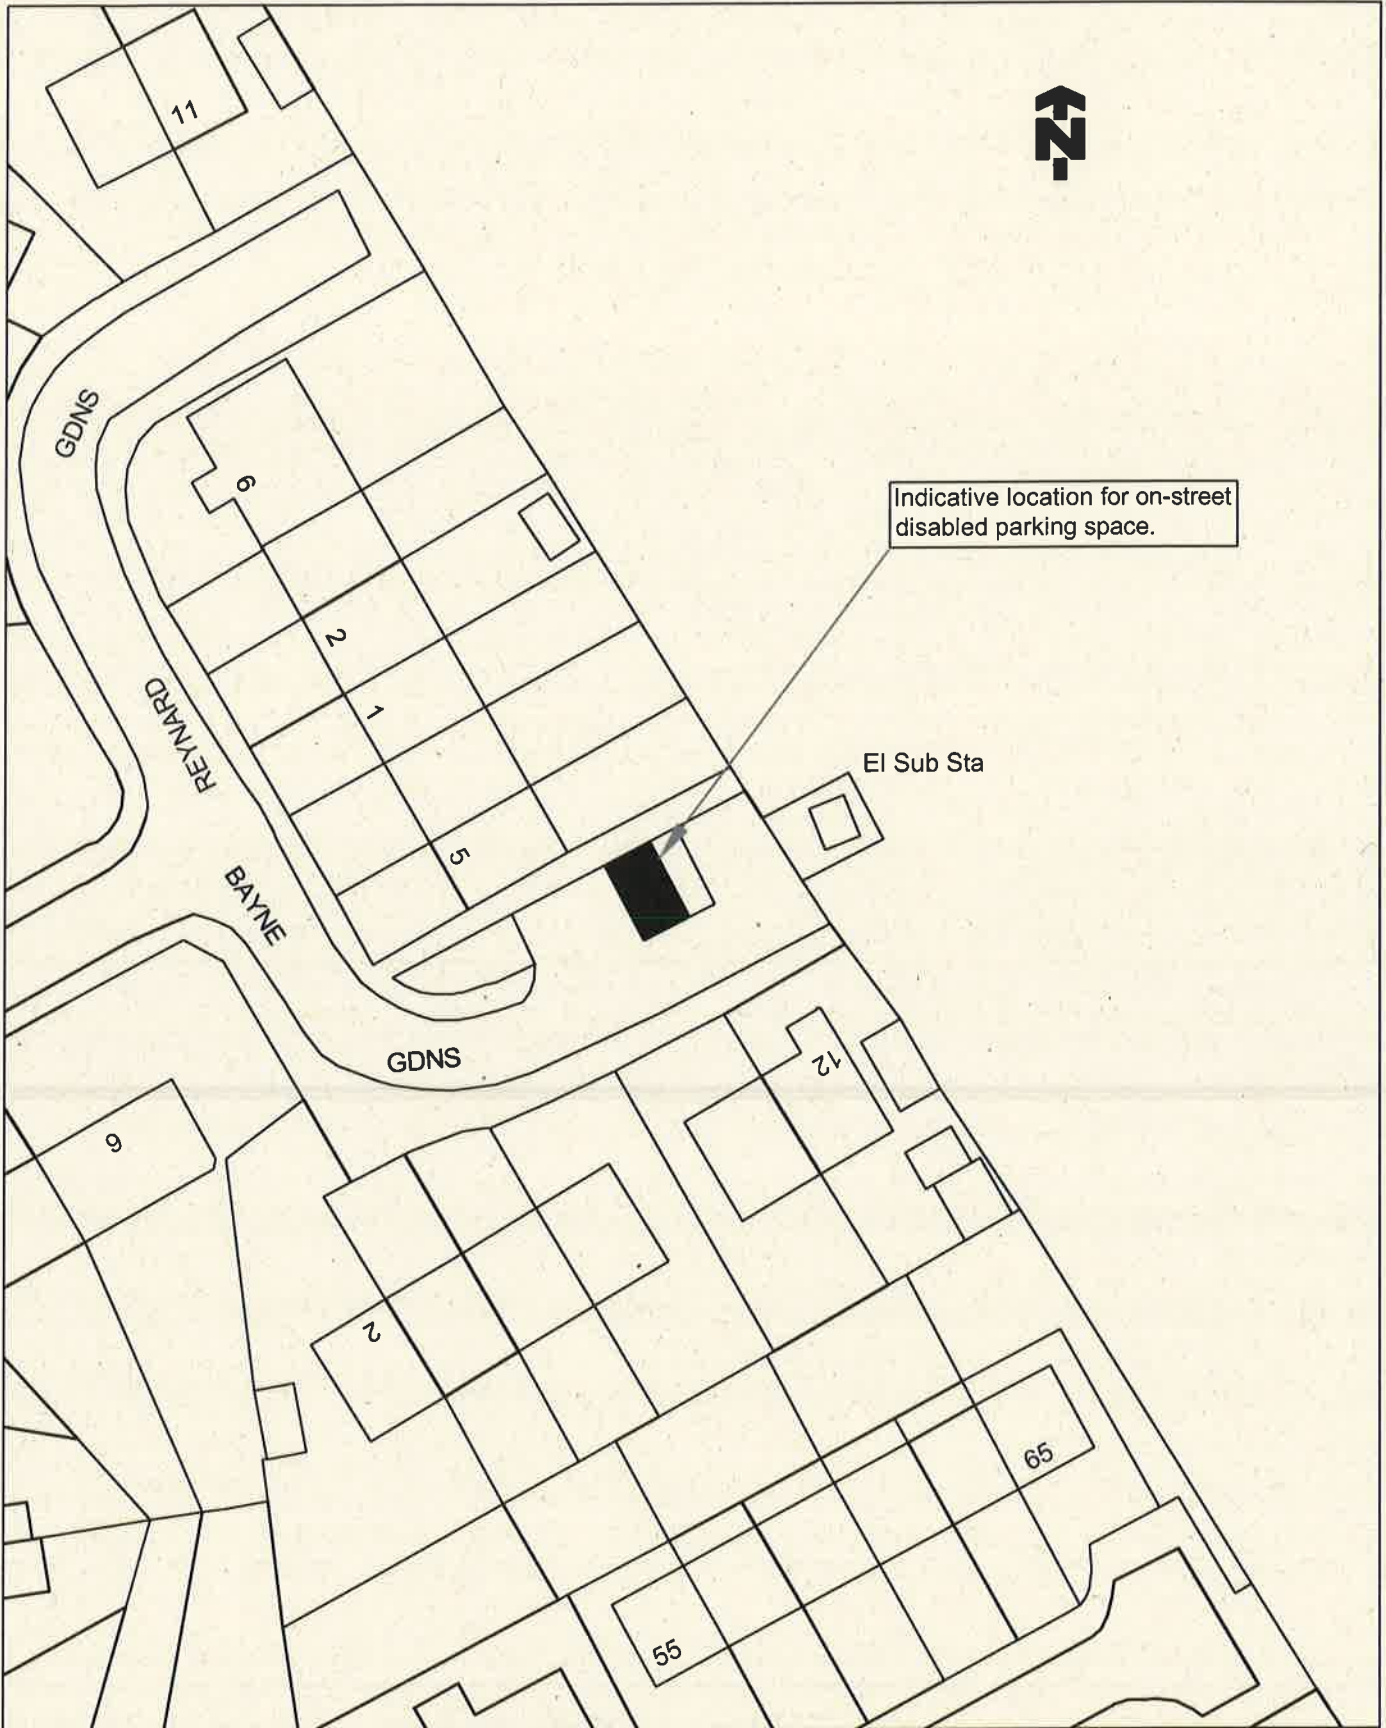 11
N
GDNS
6
Indicative location for on-street
disabled parking space.
2
1
REYNARD
El Sub Sta
5
BAYNE
GDNS
12
9
2
65
55